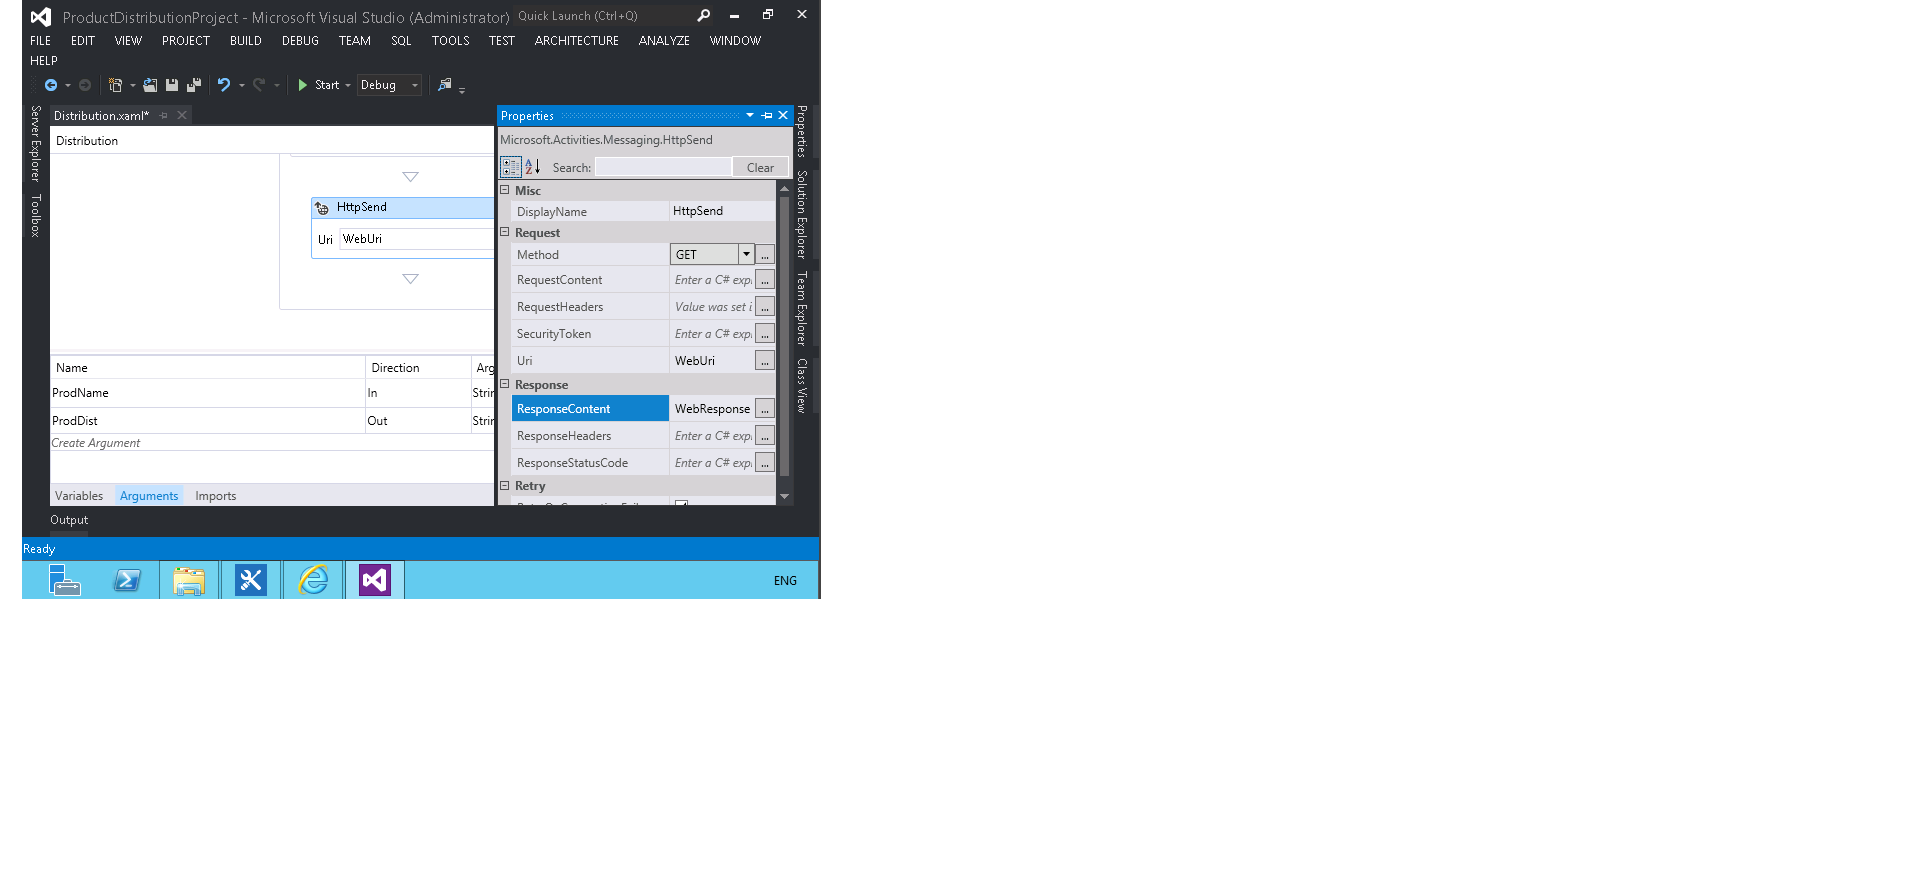 ProductDistributionProject - Microsoft Visual Studio (Administrator) Quick Launch (Ctrl+Q)
FILE EDIT VIEW PROJECT BUILD DEBUG TEAM SQL TOOLS TEST ARCHITECTURE ANALYZE WINDOW
HELP
Start Debug
Server Explorer
Toolbox
Distribution.xaml*
Distribution
HttpSend
Uri WebUri
Name Direction Arg
ProdName In Strin
ProdDist Out Strin
Create Argument
Variables Arguments Imports
Output
Properties
Microsoft.Activities.Messaging.HttpSend
Search: Clear
Misc
DisplayName HttpSend
Request
Method GET ...
RequestContent Enter a C# exp ...
RequestHeaders Value was set i ...
SecurityToken Enter a C# exp ...
Uri WebUri ...
Response
ResponseContent WebResponse ...
ResponseHeaders Enter a C# exp ...
ResponseStatusCode Enter a C# exp ...
Retry
Properties
Solution Explorer
Team Explorer
Class View
Ready
ENG